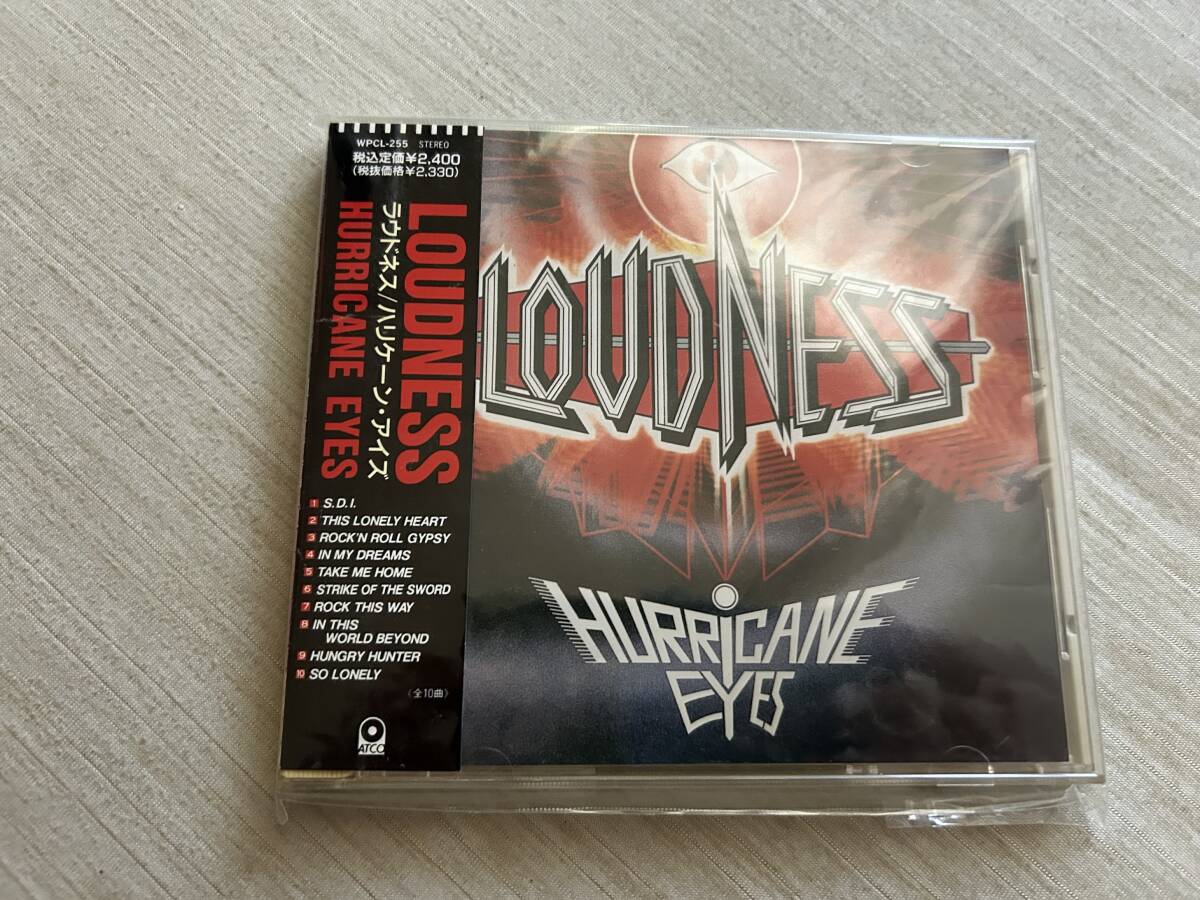 WPCL-255 STEREO
税込定価¥2,400
(税抜価格¥2,330)
LOUDNESS
ラウドネス/ハリケーン・アイズ
HURRICANE EYES
1 S.D.I.
2 THIS LONELY HEART
3 ROCK'N ROLL GYPSY
4 IN MY DREAMS
5 TAKE ME HOME
6 STRIKE OF THE SWORD
7 ROCK THIS WAY
8 IN THIS
WORLD BEYOND
9 HUNGRY HUNTER
10 SO LONELY
(全10曲)
ATCO
LOUDNESS
HURRICANE
EYES